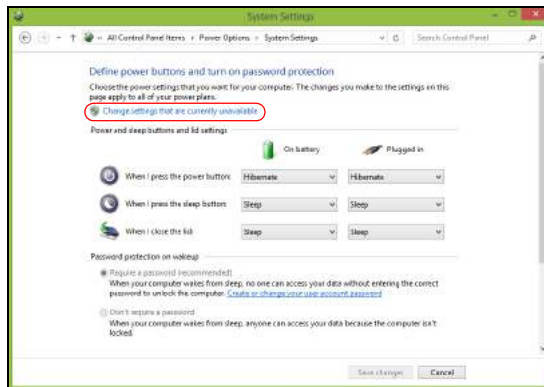 System Settings
« All Control Panel Items › Power Options › System Settings
Search Control Panel
Define power buttons and turn on password protection
Choose the power settings that you want for your computer. The changes you make to the settings on this
page apply to all of your power plans.
Change settings that are currently unavailable
Power and sleep buttons and lid settings
On battery Plugged in
When I press the power button: Hibernate Hibernate
When I press the sleep button: Sleep Sleep
When I close the lid: Sleep Sleep
Password protection on wakeup
Require a password (recommended)
When your computer wakes from sleep, no one can access your data without entering the correct
password to unlock the computer. Create or change your user account password
Don't require a password
When your computer wakes from sleep, anyone can access your data because the computer isn't
locked.
Save changes Cancel